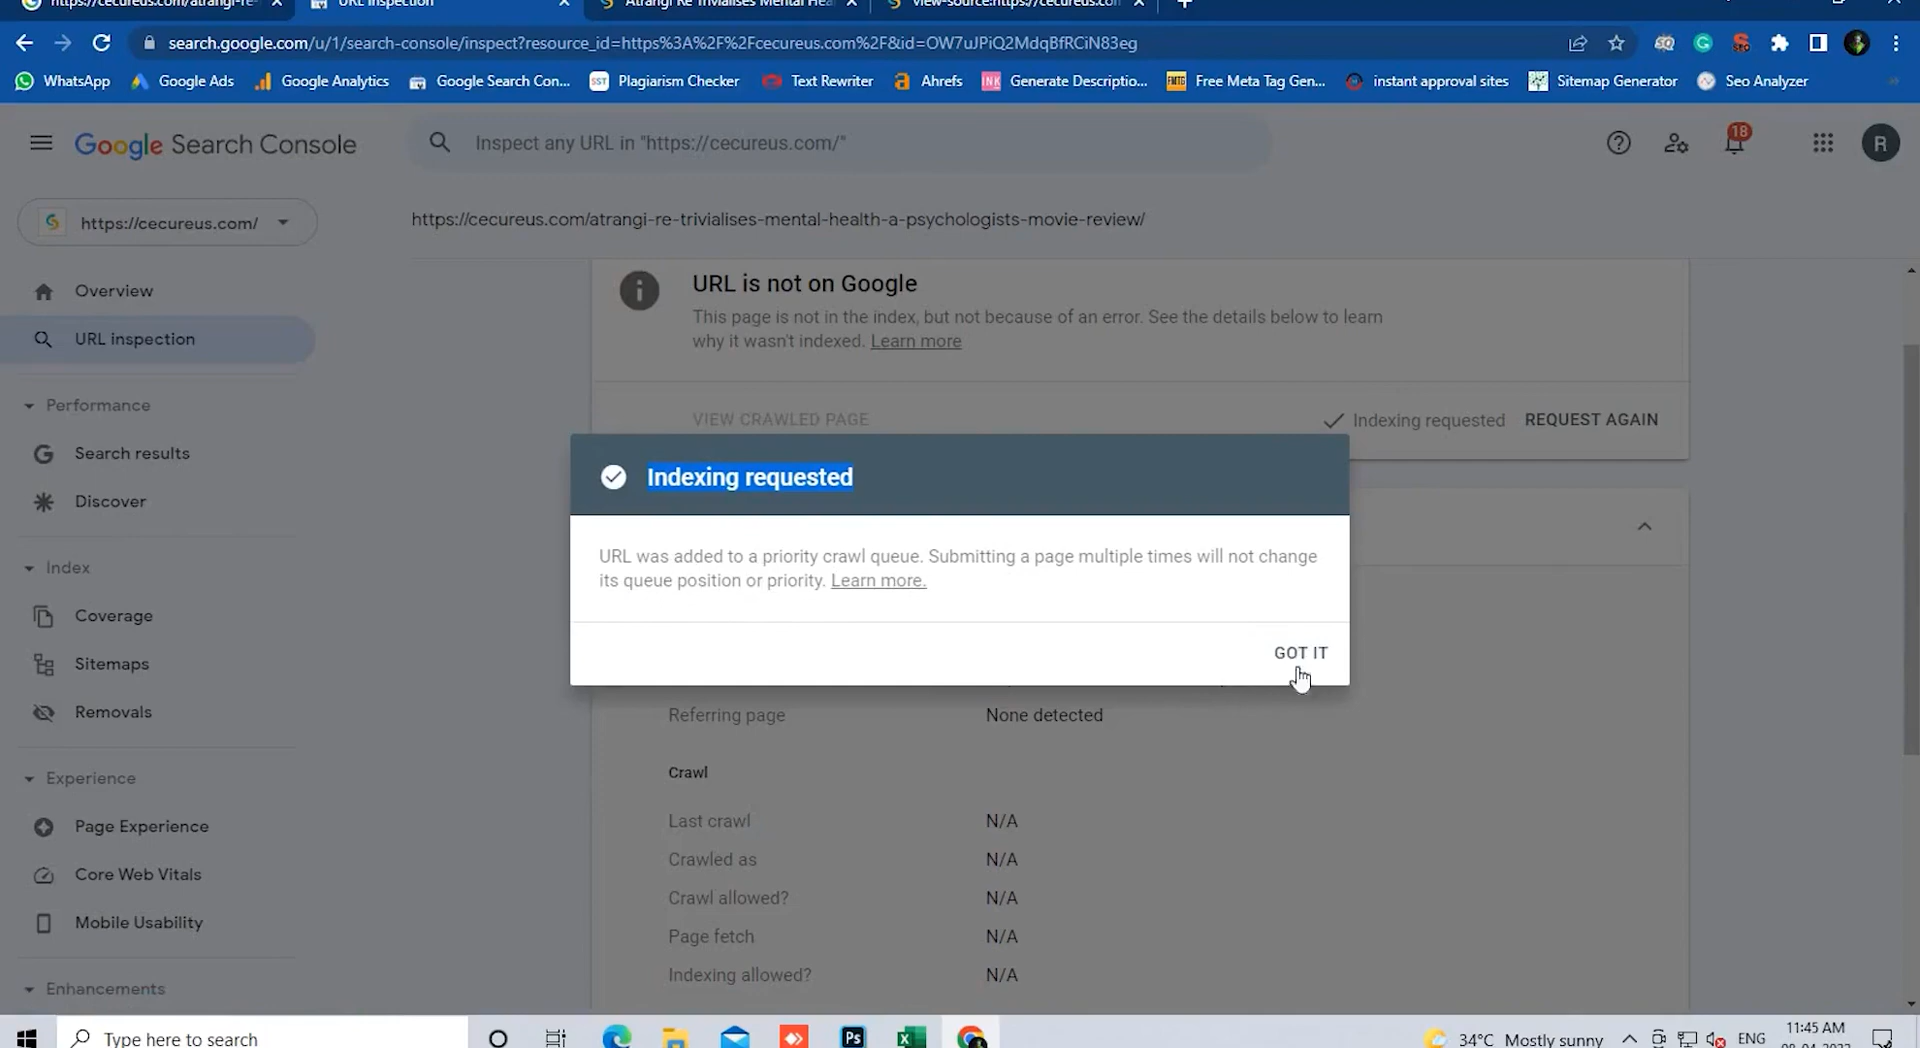 https://cecureus.com/atrangi-re-
URL Inspection
Atrangi Re Trivialises Mental Hea
view-source:https://cecureus.com
search.google.com/u/1/search-console/inspect?resource_id=https%3A%2F%2Fcecureus.com%2F&id=OW7uJPiQ2MdqBfRCiN83eg
WhatsApp
Google Ads
Google Analytics
Google Search Con...
SST
Plagiarism Checker
Text Rewriter
Ahrefs
INK
Generate Descriptio...
FMTG
Free Meta Tag Gen...
instant approval sites
Sitemap Generator
Seo Analyzer
Google Search Console
Inspect any URL in "https://cecureus.com/"
18
R
https://cecureus.com/
https://cecureus.com/atrangi-re-trivialises-mental-health-a-psychologists-movie-review/
Overview
URL inspection
Performance
Search results
Discover
Index
Coverage
Sitemaps
Removals
Experience
Page Experience
Core Web Vitals
Mobile Usability
Enhancements
URL is not on Google
This page is not in the index, but not because of an error. See the details below to learn
why it wasn't indexed. Learn more
VIEW CRAWLED PAGE
Indexing requested
REQUEST AGAIN
Indexing requested
URL was added to a priority crawl queue. Submitting a page multiple times will not change
its queue position or priority. Learn more.
GOT IT
Referring page None detected
Crawl
Last crawl N/A
Crawled as N/A
Crawl allowed? N/A
Page fetch N/A
Indexing allowed? N/A
Type here to search
Ps
34°C Mostly sunny
ENG
11:45 AM